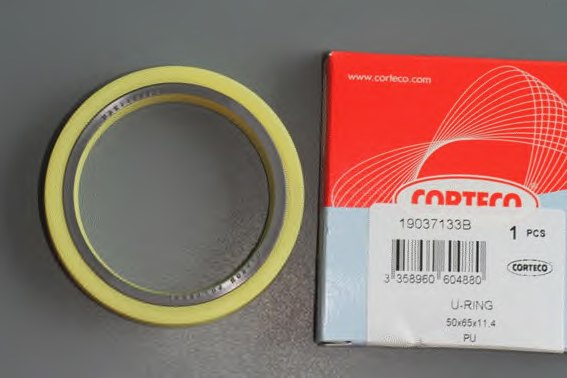 www.corteco.com
CORTECO
19037133B
1 PCS
3 358960 604880
CORTECO
U-RING
50x65x11.4
PU